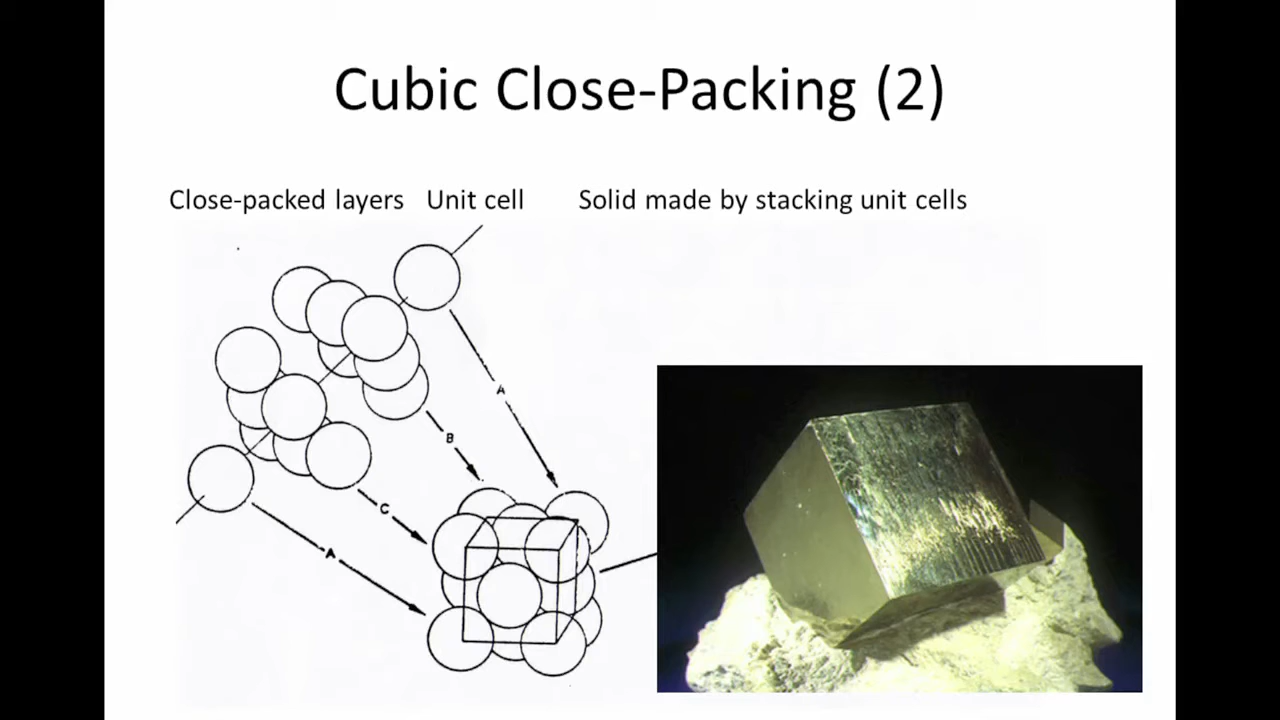 Cubic Close-Packing (2)
Close-packed layers Unit cell Solid made by stacking unit cells
A
B
C
A